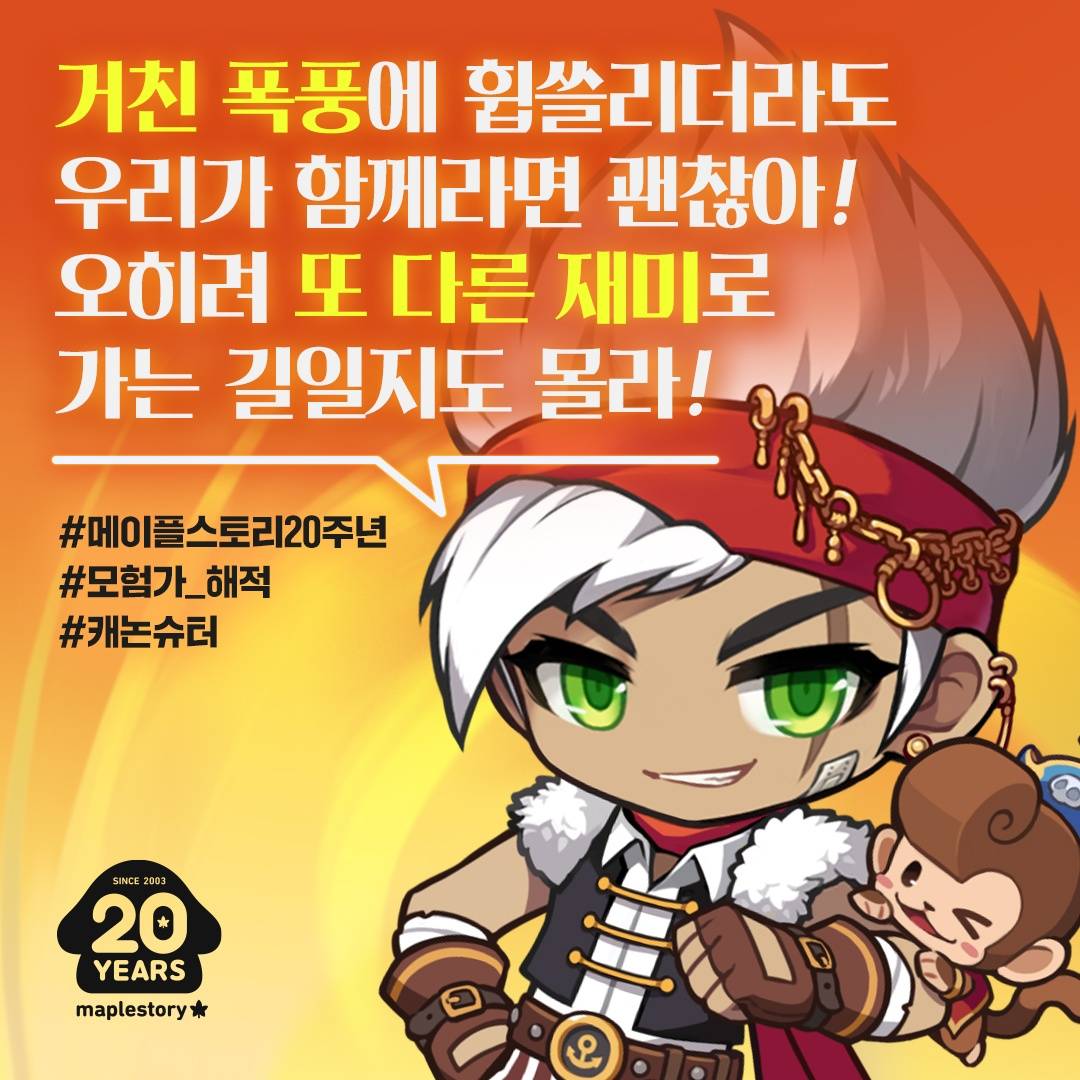 거친 폭풍에 휩쓸리더라도
우리가 함께라면 괜찮아!
오히려 또 다른 재미로
가는 길일지도 몰라!
#메이플스토리20주년
#모험가_해적
#캐논슈터
SINCE 2003
20
YEARS
maplestory